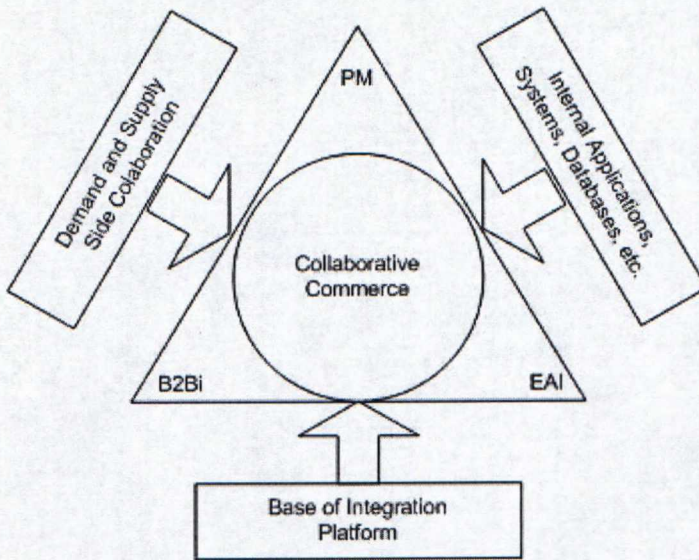 PM
Demand and Supply
Side Colaboration
Internal Applications,
Systems, Databases, etc.
Collaborative
Commerce
B2Bi
EAI
Base of Integration
Platform